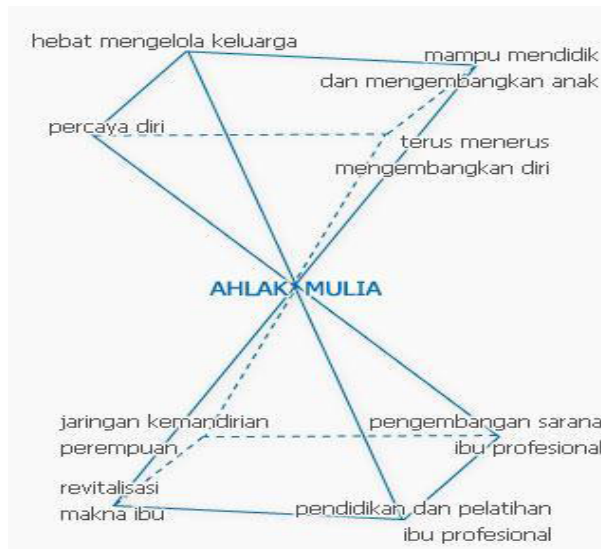 hebat mengelola keluarga
mampu mendidik
dan mengembangkan anak
percaya diri
terus menerus
mengembangkan diri
AHLAK MULIA
jaringan kemandirian
perempuan
pengembangan sarana
ibu profesional
revitalisasi
makna ibu
pendidikan dan pelatihan
ibu profesional